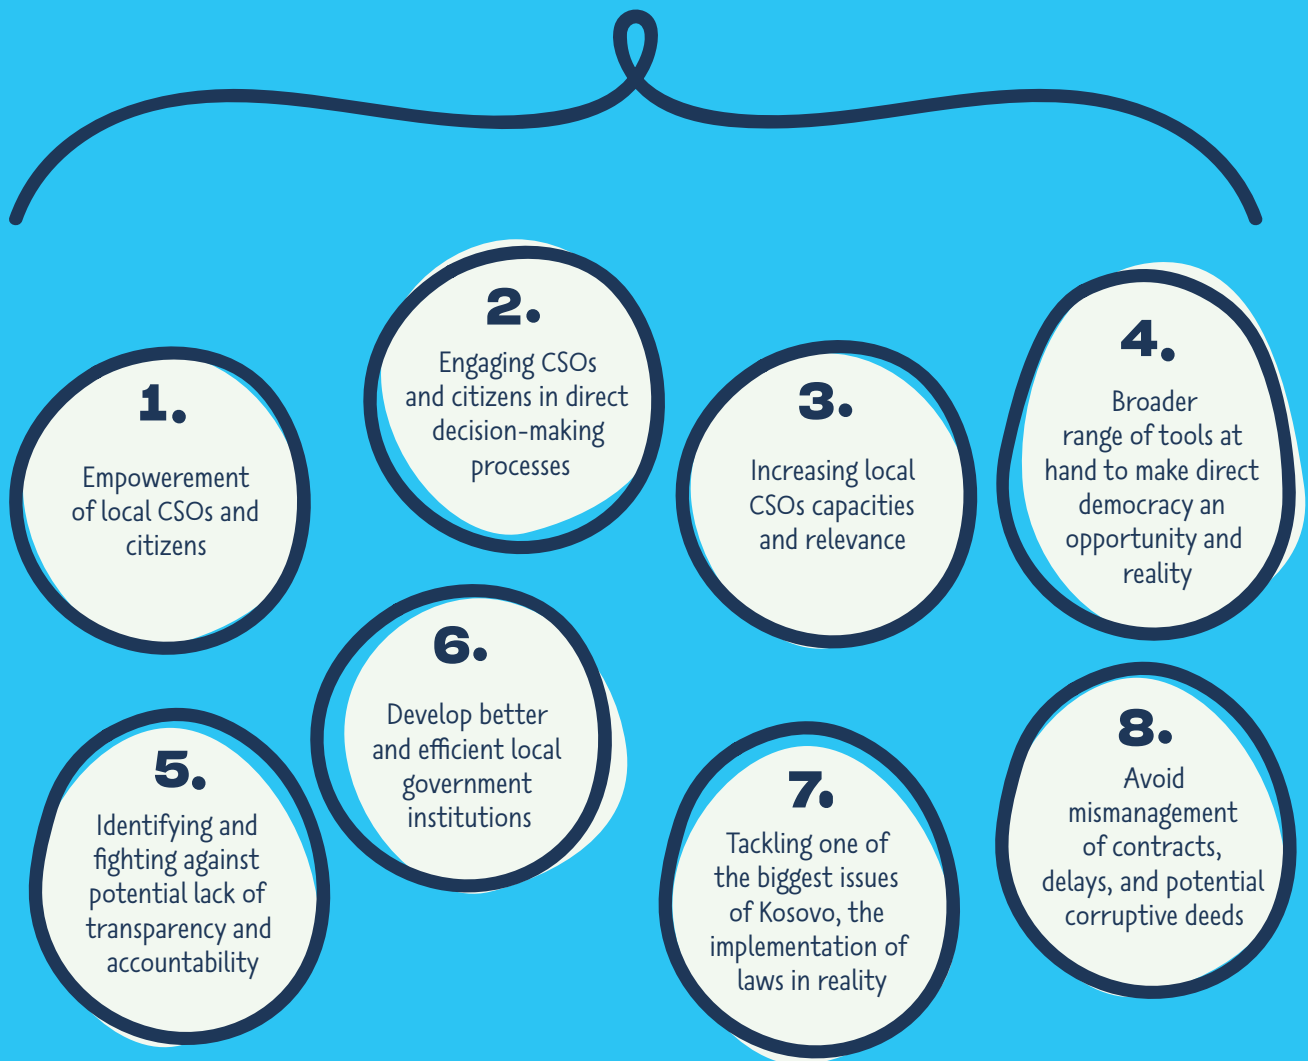 1.
Empowerement
of local CSOs and
citizens
2.
Engaging CSOs
and citizens in direct
decision-making
processes
3.
Increasing local
CSOs capacities
and relevance
4.
Broader
range of tools at
hand to make direct
democracy an
opportunity and
reality
5.
Identifying and
fighting against
potential lack of
transparency and
accountability
6.
Develop better
and efficient local
government
institutions
7.
Tackling one of
the biggest issues
of Kosovo, the
implementation of
laws in reality
8.
Avoid
mismanagement
of contracts,
delays, and potential
corruptive deeds